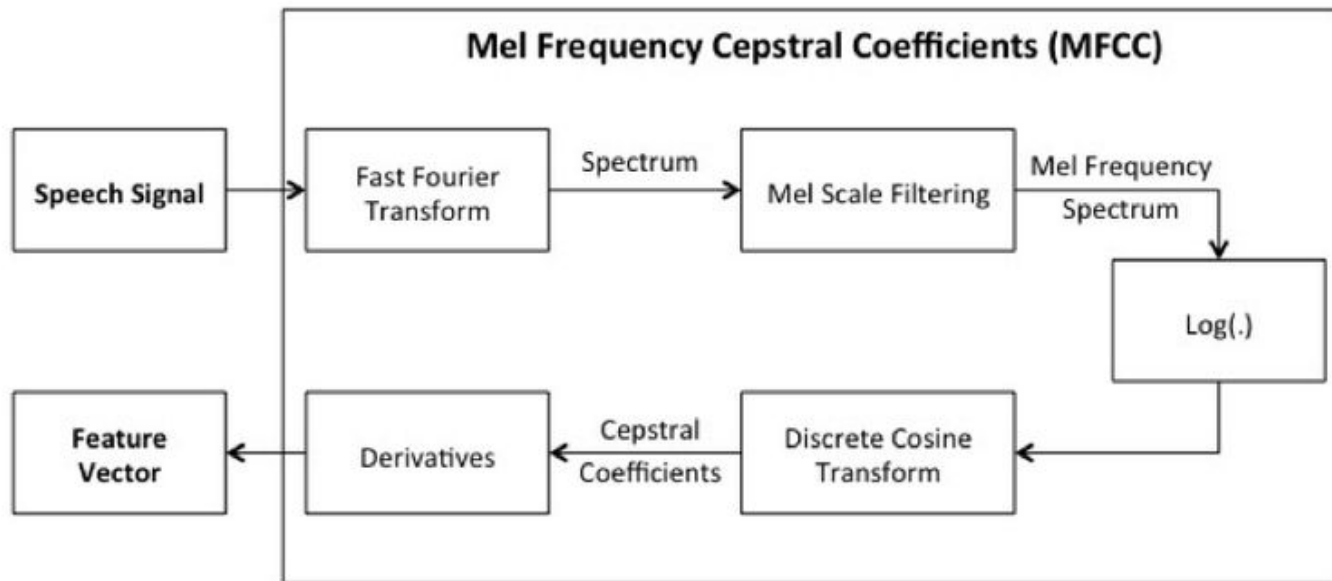 Mel Frequency Cepstral Coefficients (MFCC)
Speech Signal
Fast Fourier
Transform
Spectrum
Mel Scale Filtering
Mel Frequency
Spectrum
Log(.)
Discrete Cosine
Transform
Cepstral
Coefficients
Derivatives
Feature
Vector